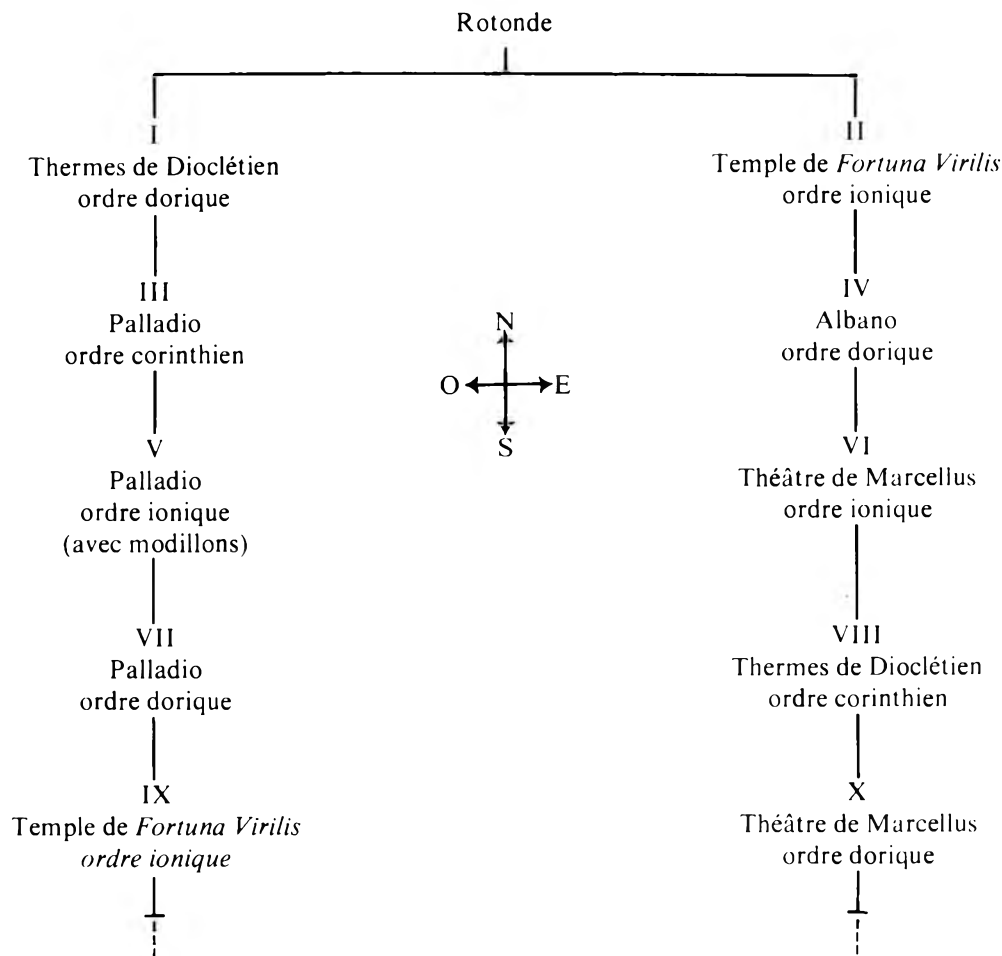 Rotonde
I
Thermes de Dioclétien
ordre dorique
II
Temple de Fortuna Virilis
ordre ionique
III
Palladio
ordre corinthien
N
O
E
S
IV
Albano
ordre dorique
V
Palladio
ordre ionique
(avec modillons)
VI
Théâtre de Marcellus
ordre ionique
VII
Palladio
ordre dorique
VIII
Thermes de Dioclétien
ordre corinthien
IX
Temple de Fortuna Virilis
ordre ionique
X
Théâtre de Marcellus
ordre dorique